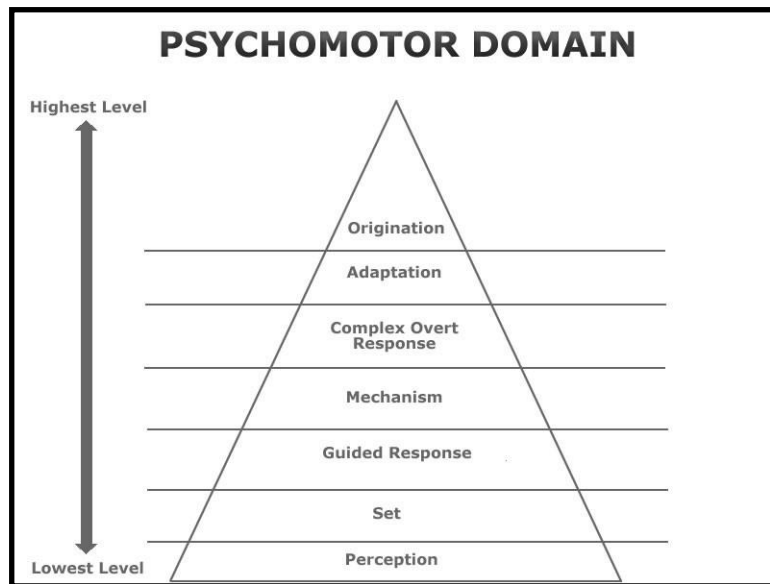 PSYCHOMOTOR DOMAIN
Highest Level
Origination
Adaptation
Complex Overt
Response
Mechanism
Guided Response
Set
Perception
Lowest Level